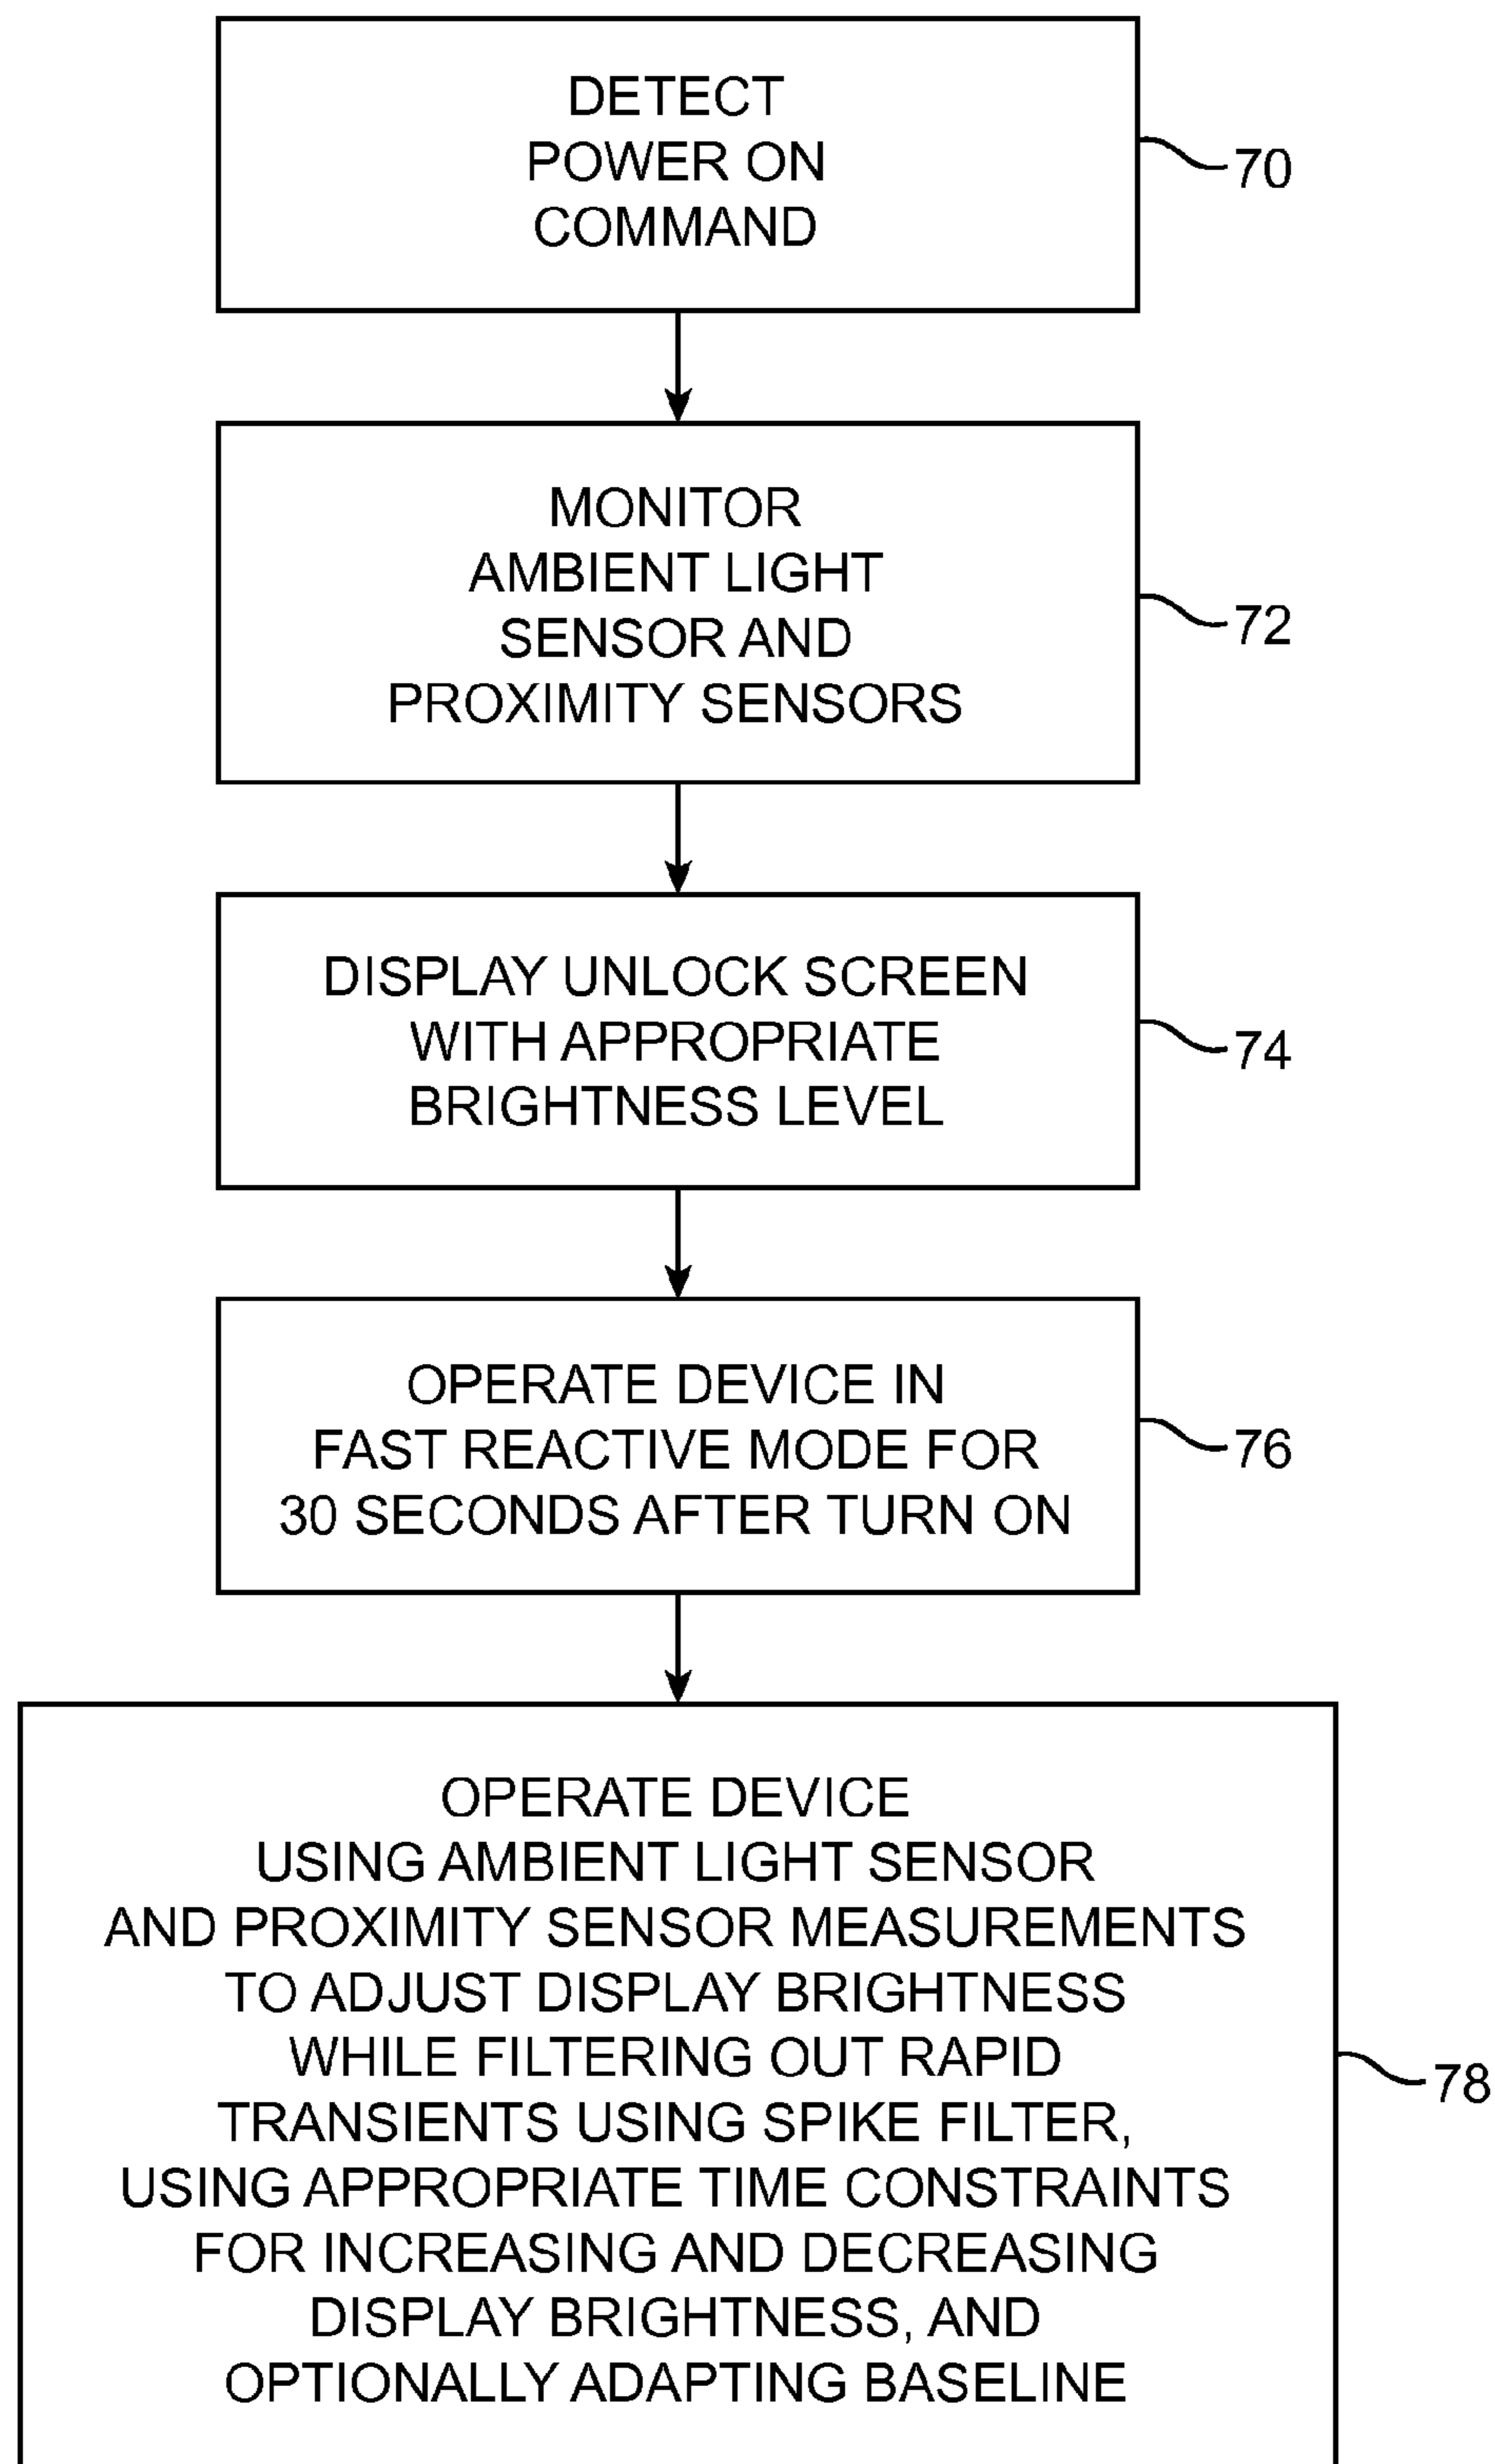 DETECT
POWER ON
COMMAND
70
MONITOR
AMBIENT LIGHT
SENSOR AND
PROXIMITY SENSORS
72
DISPLAY UNLOCK SCREEN
WITH APPROPRIATE
BRIGHTNESS LEVEL
74
OPERATE DEVICE IN
FAST REACTIVE MODE FOR
30 SECONDS AFTER TURN ON
76
OPERATE DEVICE
USING AMBIENT LIGHT SENSOR
AND PROXIMITY SENSOR MEASUREMENTS
TO ADJUST DISPLAY BRIGHTNESS
WHILE FILTERING OUT RAPID
TRANSIENTS USING SPIKE FILTER,
USING APPROPRIATE TIME CONSTRAINTS
FOR INCREASING AND DECREASING
DISPLAY BRIGHTNESS, AND
OPTIONALLY ADAPTING BASELINE
78